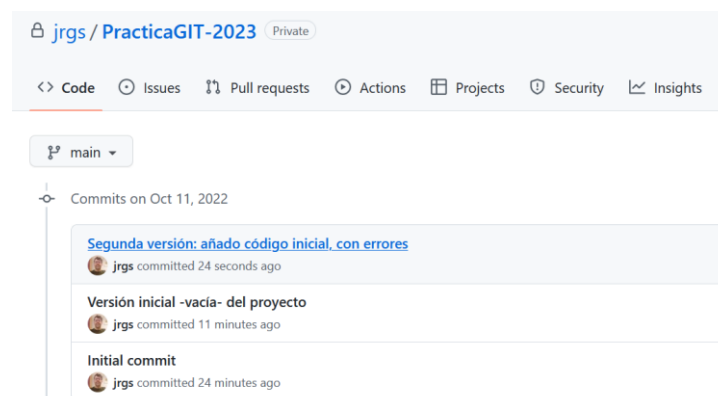 jrgs / PracticaGIT-2023 Private
<> Code Issues Pull requests Actions Projects Security Insights
main
Commits on Oct 11, 2022
Segunda versión: añado código inicial, con errores
jrgs committed 24 seconds ago
Versión inicial -vacía- del proyecto
jrgs committed 11 minutes ago
Initial commit
jrgs committed 24 minutes ago